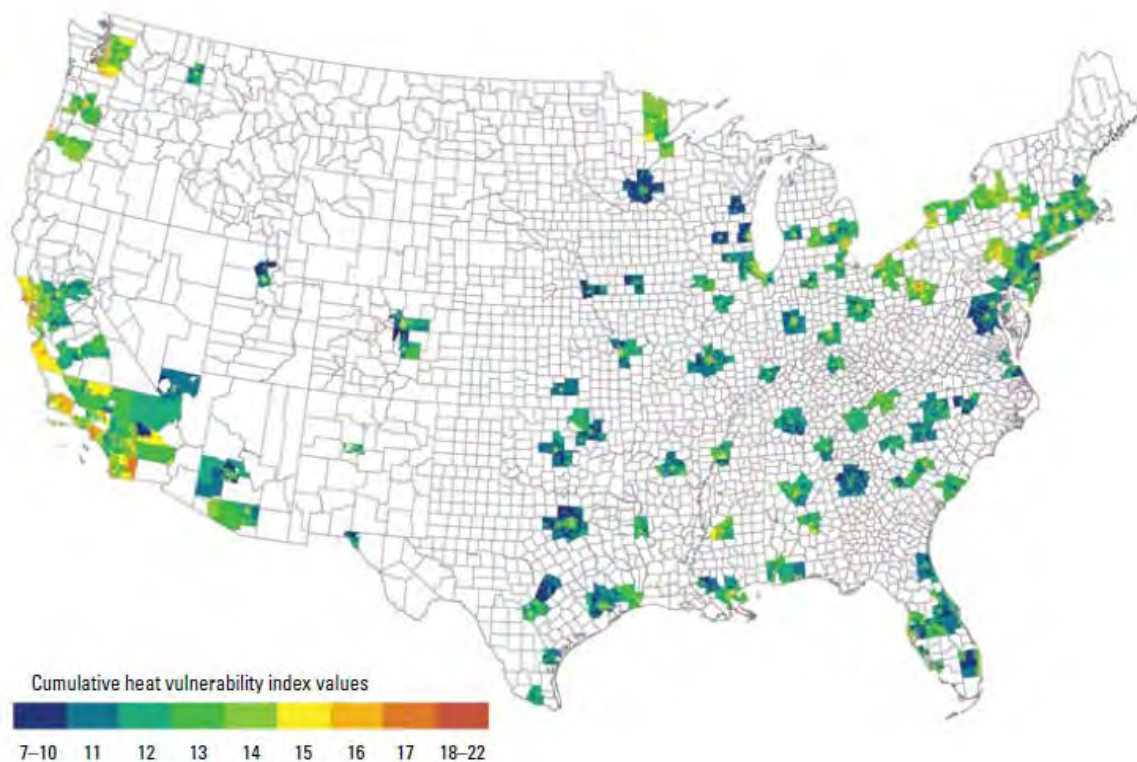 Cumulative heat vulnerability index values
7–10 11 12 13 14 15 16 17 18–22